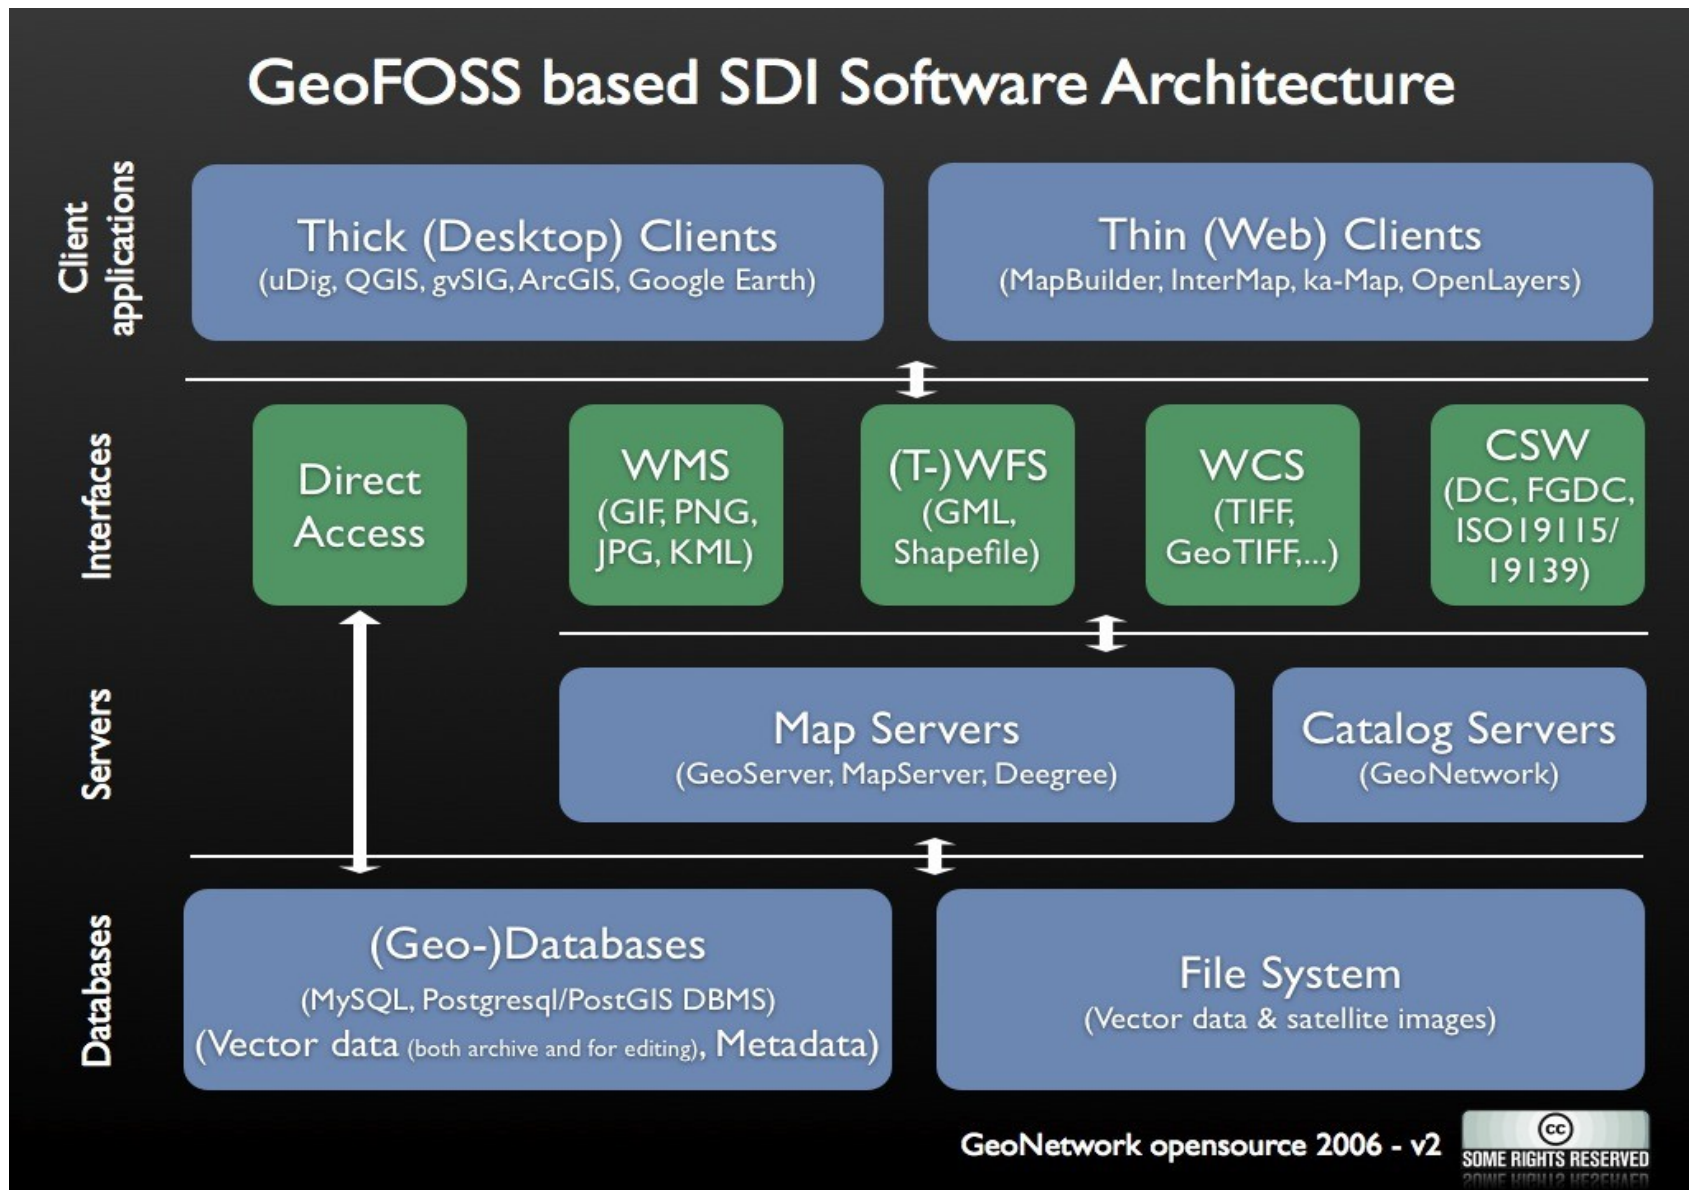 GeoFOSS based SDI Software Architecture
Client
applications
Thick (Desktop) Clients
(uDig, QGIS, gvSIG, ArcGIS, Google Earth)
Thin (Web) Clients
(MapBuilder, InterMap, ka-Map, OpenLayers)
Interfaces
Direct
Access
WMS
(GIF, PNG,
JPG, KML)
(T-)WFS
(GML,
Shapefile)
WCS
(TIFF,
GeoTIFF,...)
CSW
(DC, FGDC,
ISO19115/
19139)
Servers
Map Servers
(GeoServer, MapServer, Deegree)
Catalog Servers
(GeoNetwork)
Databases
(Geo-)Databases
(MySQL, Postgresql/PostGIS DBMS)
(Vector data (both archive and for editing), Metadata)
File System
(Vector data & satellite images)
GeoNetwork opensource 2006 - v2
cc
SOME RIGHTS RESERVED